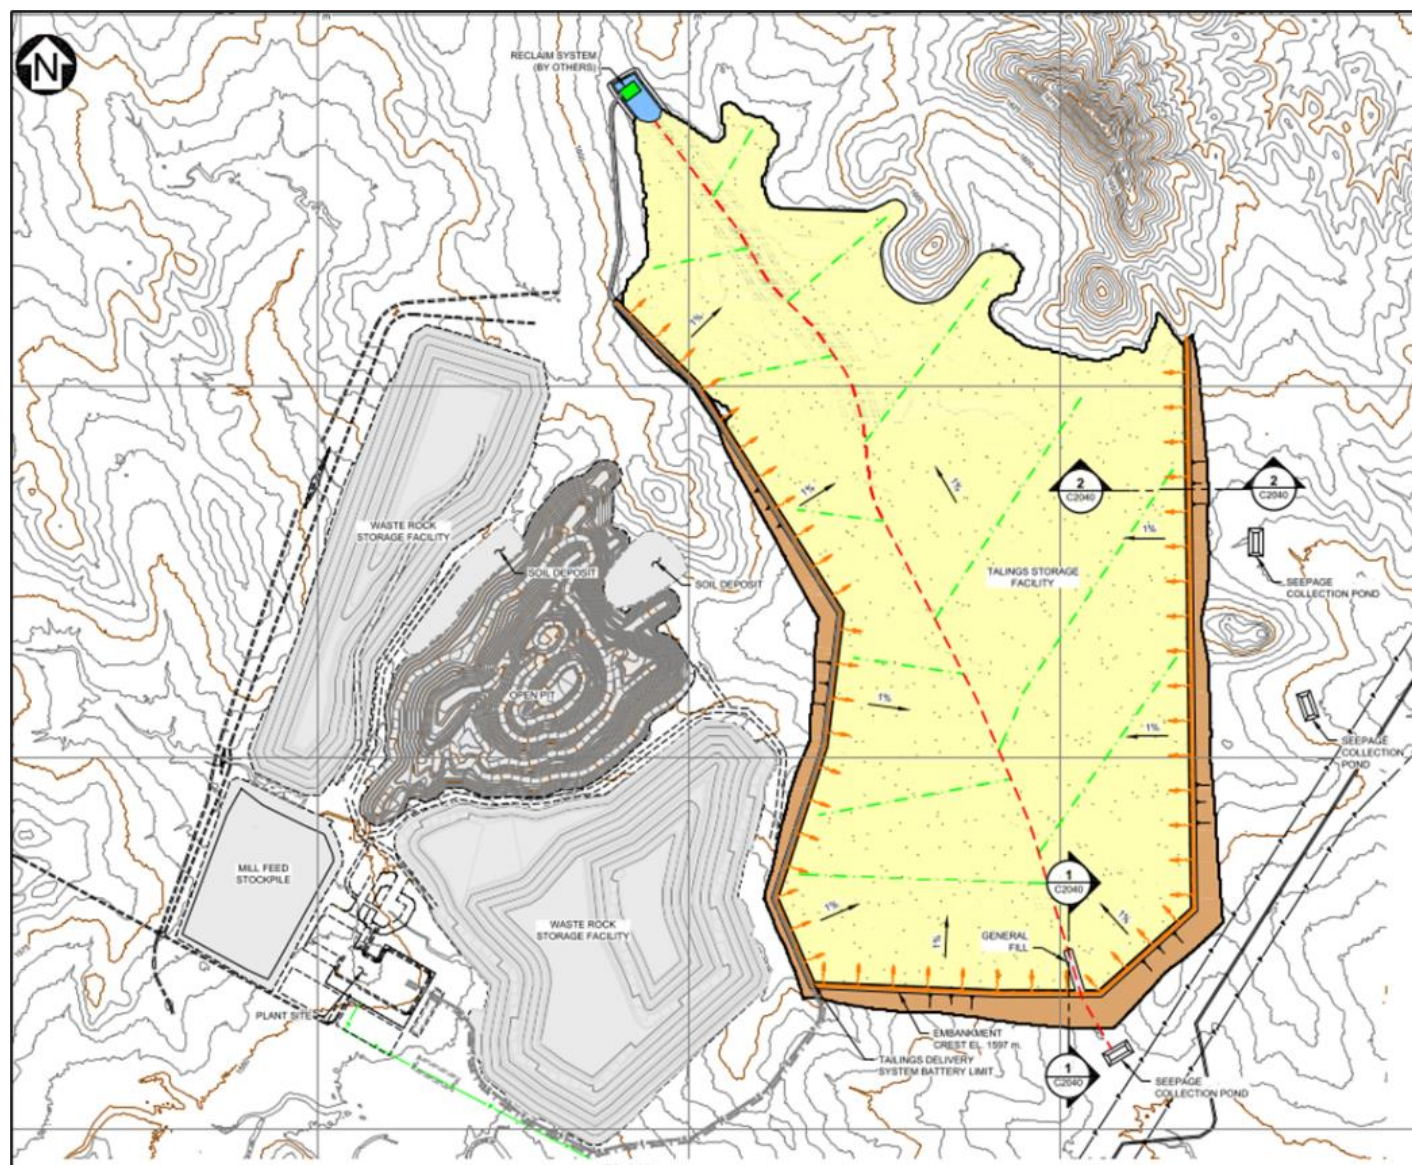 N
RECLAIM SYSTEM
(BY OTHERS)
1%
1%
1%
2
C2040
2
C2040
1%
WASTE ROCK
STORAGE FACILITY
SOIL DEPOSIT
SOIL DEPOSIT
TALINGS STORAGE
FACILITY
SEEPAGE
COLLECTION POND
OPEN PIT
1%
1%
SEEPAGE
COLLECTION
POND
MILL FEED
STOCKPILE
1
C2040
WASTE ROCK
STORAGE FACILITY
1%
1%
1%
GENERAL
FILL
PLANT SITE
EMBANKMENT
CREST EL. 1597 m.
TAILINGS DELIVERY
SYSTEM BATTERY LIMIT
1
C2040
SEEPAGE
COLLECTION POND